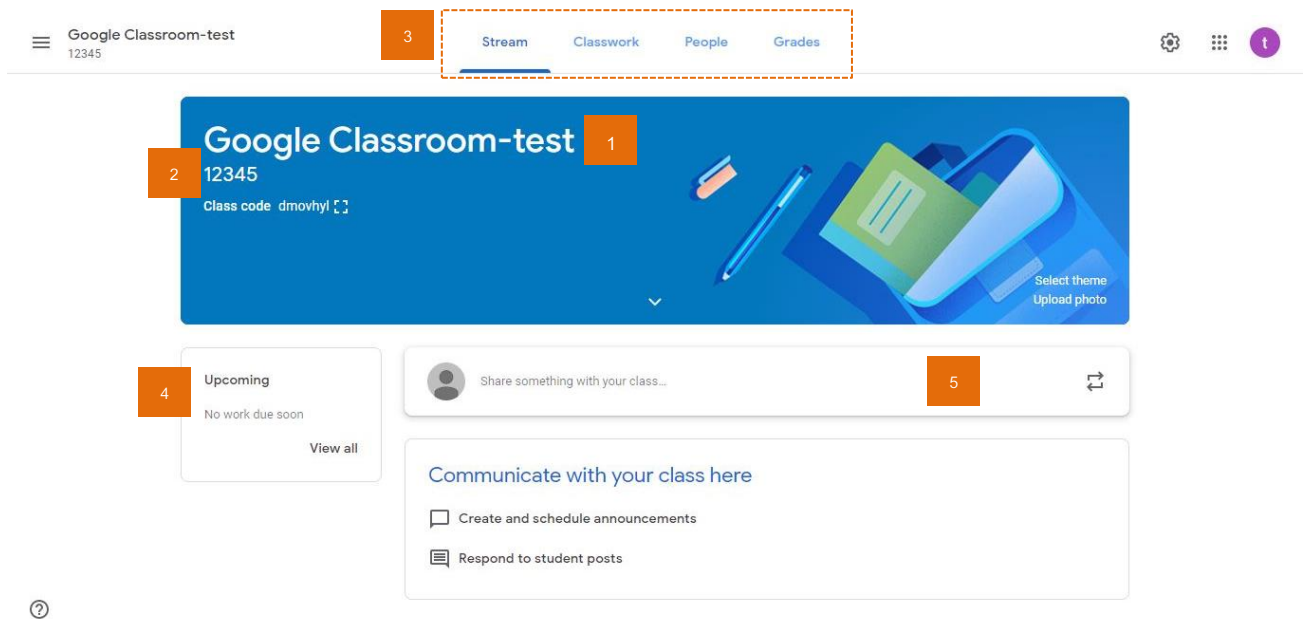 Google Classroom-test
12345
3
Stream Classwork People Grades
t
Google Classroom-test
1
2
12345
Class code dmovhyl
Select theme
Upload photo
4
Upcoming
No work due soon
View all
Share something with your class...
5
Communicate with your class here
Create and schedule announcements
Respond to student posts
?